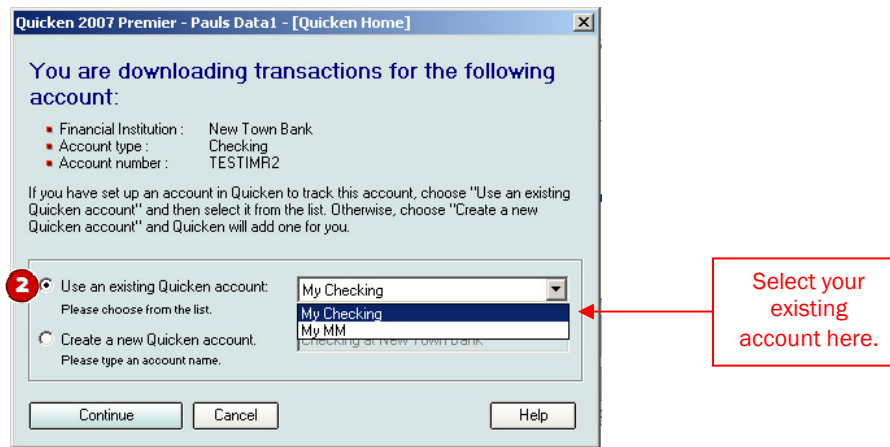 Quicken 2007 Premier - Pauls Data1 - [Quicken Home]
You are downloading transactions for the following
account:
Financial Institution : New Town Bank
Account type : Checking
Account number : TESTIMR2
If you have set up an account in Quicken to track this account, choose "Use an existing
Quicken account" and then select it from the list. Otherwise, choose "Create a new
Quicken account" and Quicken will add one for you.
2 Use an existing Quicken account: My Checking
Please choose from the list.
My Checking
My MM
Create a new Quicken account. Checking at New Town Bank
Please type an account name.
Continue Cancel Help
Select your
existing
account here.